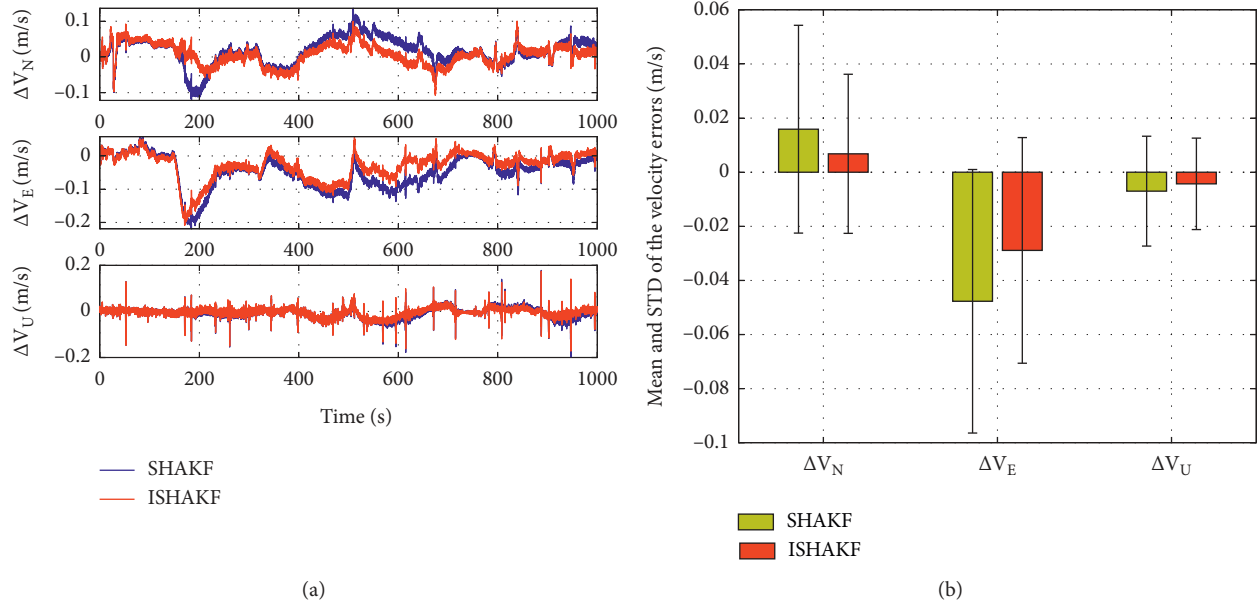 ΔV_N (m/s)
0.1
0
–0.1
0 200 400 600 800 1000
ΔV_E (m/s)
0
–0.1
–0.2
0 200 400 600 800 1000
ΔV_U (m/s)
0.2
0
–0.2
0 200 400 600 800 1000
Time (s)
SHAKF
ISHAKF
(a)
Mean and STD of the velocity errors (m/s)
0.06
0.04
0.02
0
–0.02
–0.04
–0.06
–0.08
–0.1
ΔV_N ΔV_E ΔV_U
SHAKF
ISHAKF
(b)